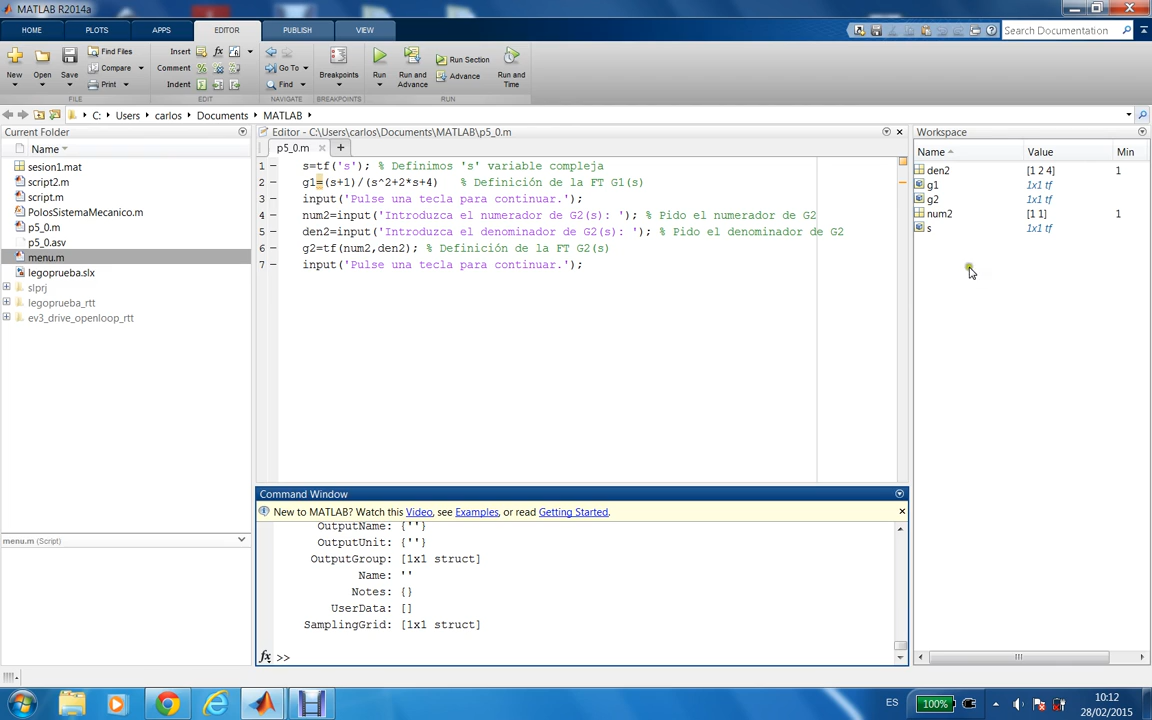 MATLAB R2014a
HOME PLOTS APPS EDITOR PUBLISH VIEW
Search Documentation
New Open Save
Find Files
Compare
Print
FILE
Insert fx
Comment
Indent
EDIT
Go To
Find
NAVIGATE
Breakpoints
BREAKPOINTS
Run
Run and Advance
Run Section
Advance
Run and Time
RUN
C: Users carlos Documents MATLAB
Current Folder
Name
sesion1.mat
script2.m
script.m
PolosSistemaMecanico.m
p5_0.m
p5_0.asv
menu.m
legoprueba.slx
slprj
legoprueba_rtt
ev3_drive_openloop_rtt
menu.m (Script)
Editor - C:\Users\carlos\Documents\MATLAB\p5_0.m
p5_0.m
1 s=tf('s'); % Definimos 's' variable compleja
2 g1=(s+1)/(s^2+2*s+4) % Definición de la FT G1(s)
3 input('Pulse una tecla para continuar.');
4 num2=input('Introduzca el numerador de G2(s): '); % Pido el numerador de G2
5 den2=input('Introduzca el denominador de G2(s): '); % Pido el denominador de G2
6 g2=tf(num2,den2); % Definición de la FT G2(s)
7 input('Pulse una tecla para continuar.');
Command Window
New to MATLAB? Watch this Video, see Examples, or read Getting Started.
OutputName: {''}
OutputUnit: {''}
OutputGroup: [1x1 struct]
Name: ''
Notes: {}
UserData: []
SamplingGrid: [1x1 struct]
fx >>
Workspace
Name Value Min
den2 [1 2 4] 1
g1 1x1 tf
g2 1x1 tf
num2 [1 1] 1
s 1x1 tf
ES 100% 10:12
28/02/2015